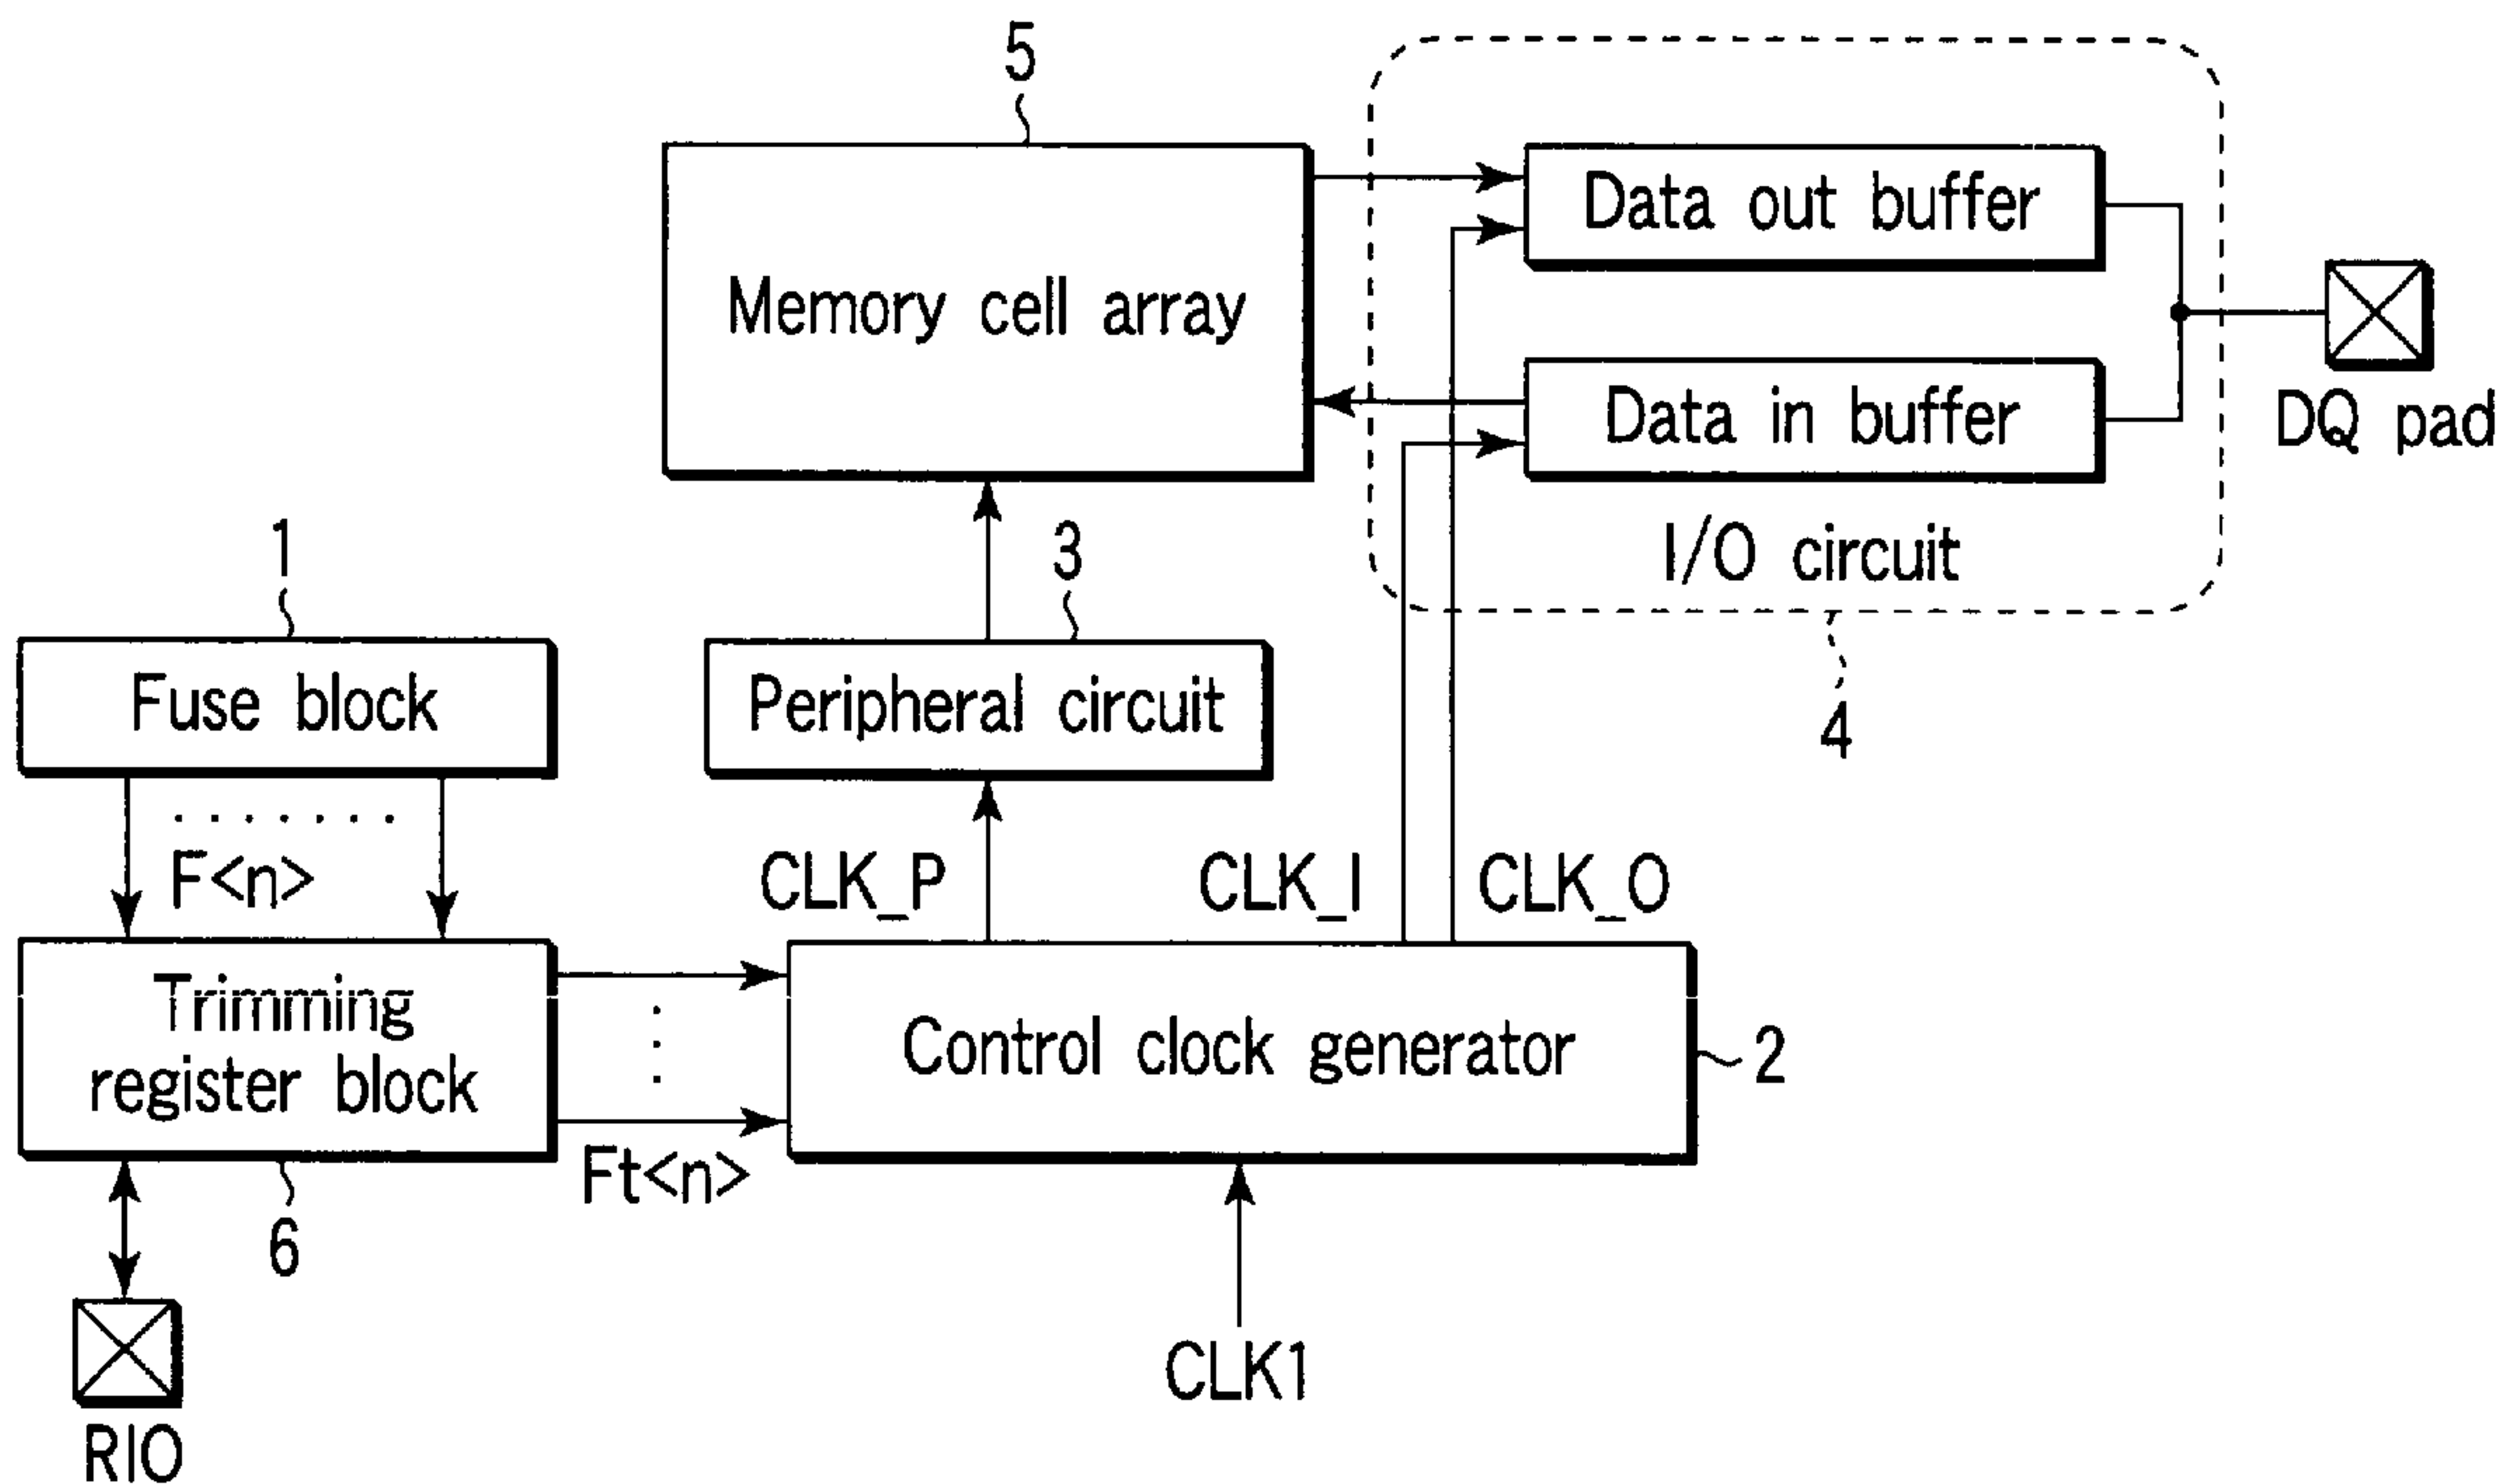 5
Data out buffer
Memory cell array
Data in buffer
DQ pad
I/O circuit
4
1
3
Fuse block
Peripheral circuit
F<n>
CLK_P
CLK_I
CLK_O
Trimming
register block
Control clock generator
2
Ft<n>
6
CLK1
RIO